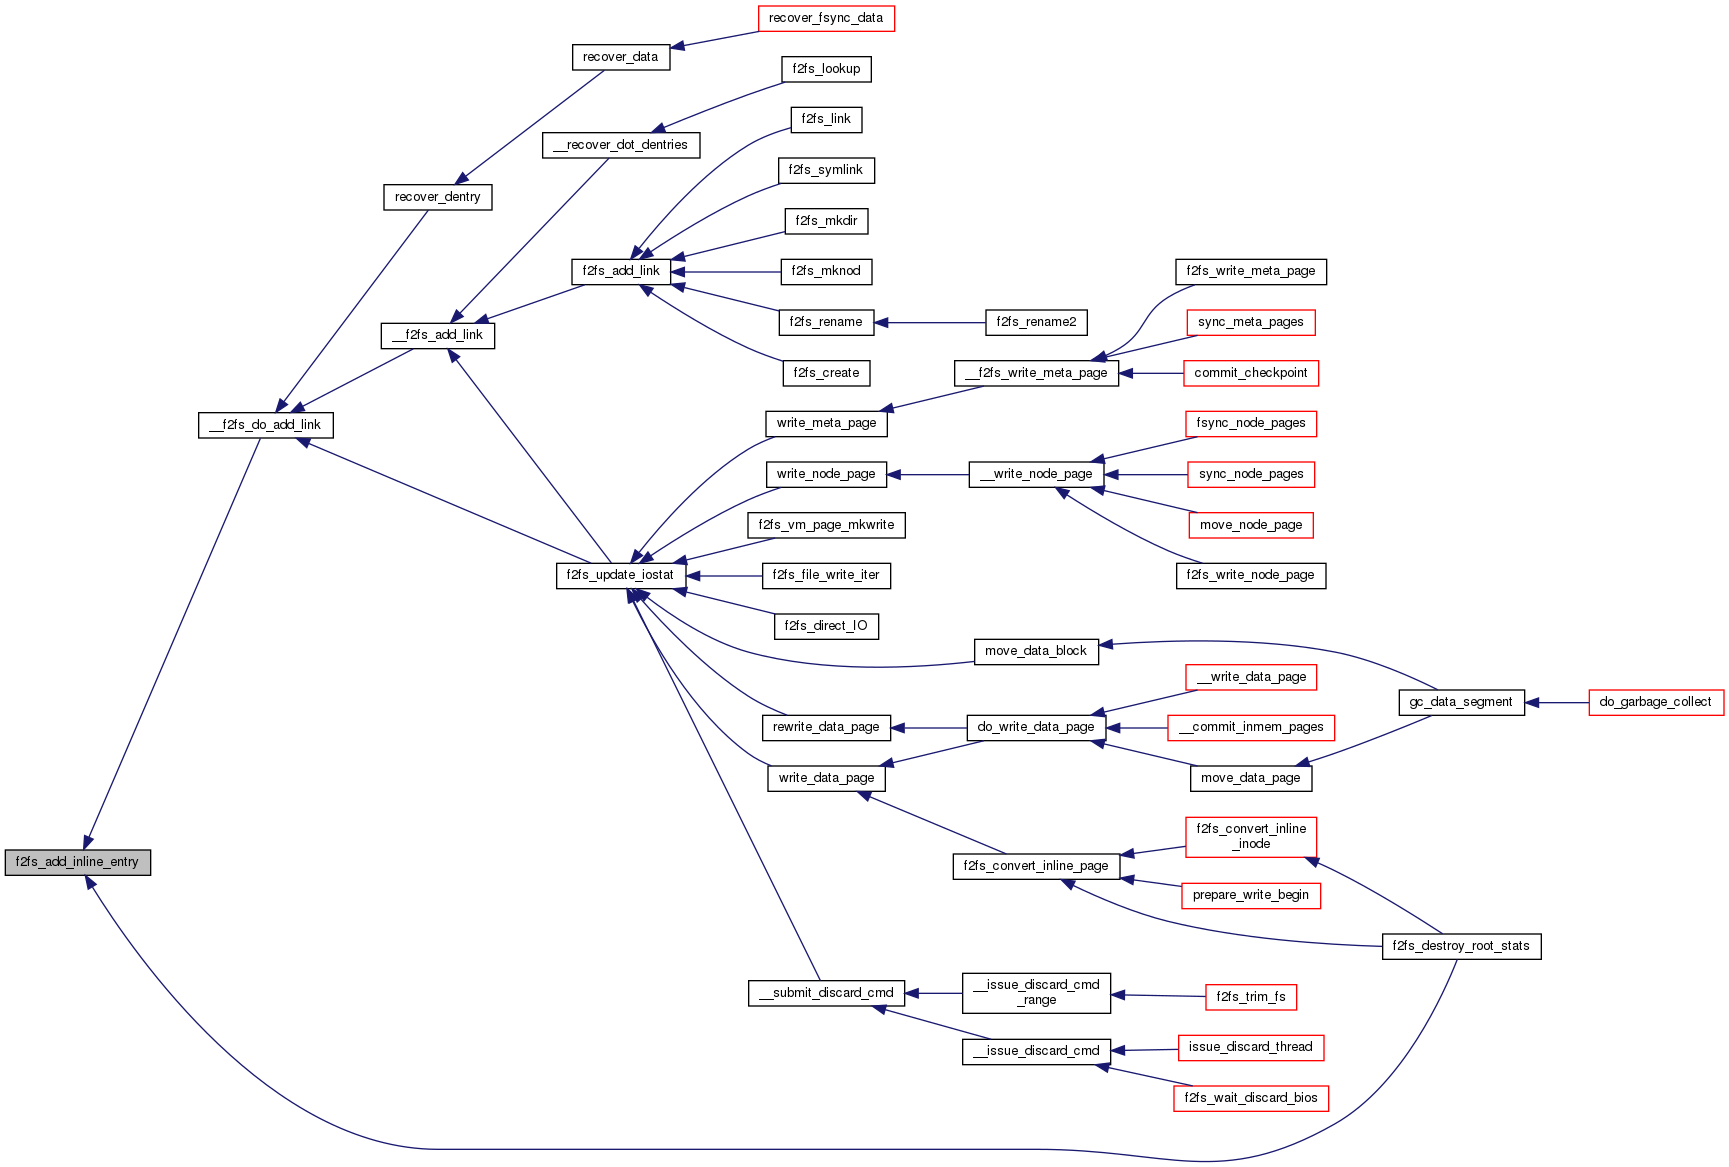 recover_fsync_data
recover_data
f2fs_lookup
f2fs_link
__recover_dot_dentries
f2fs_symlink
recover_dentry
f2fs_mkdir
f2fs_add_link
f2fs_mknod
f2fs_write_meta_page
f2fs_rename
f2fs_rename2
sync_meta_pages
__f2fs_add_link
f2fs_create
__f2fs_write_meta_page
commit_checkpoint
__f2fs_do_add_link
write_meta_page
fsync_node_pages
write_node_page
__write_node_page
sync_node_pages
f2fs_vm_page_mkwrite
move_node_page
f2fs_update_iostat
f2fs_file_write_iter
f2fs_write_node_page
f2fs_direct_IO
move_data_block
__write_data_page
gc_data_segment
do_garbage_collect
rewrite_data_page
do_write_data_page
__commit_inmem_pages
write_data_page
move_data_page
f2fs_convert_inline
_inode
f2fs_add_inline_entry
f2fs_convert_inline_page
prepare_write_begin
f2fs_destroy_root_stats
__submit_discard_cmd
__issue_discard_cmd
_range
f2fs_trim_fs
__issue_discard_cmd
issue_discard_thread
f2fs_wait_discard_bios